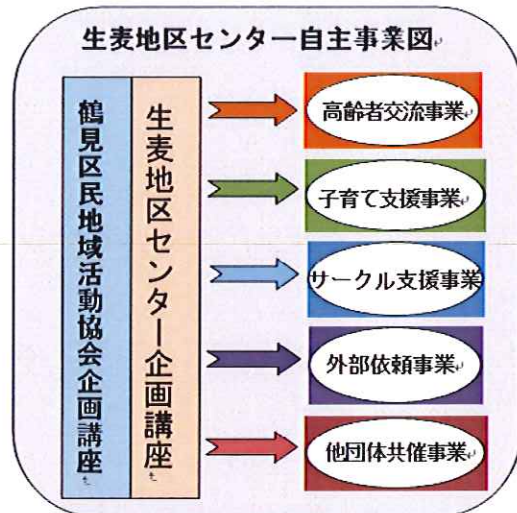 生麦地区センター自主事業図
鶴見区民地域活動協会企画講座
生麦地区センター企画講座
高齢者交流事業
子育て支援事業
サークル支援事業
外部依頼事業
他団体共催事業